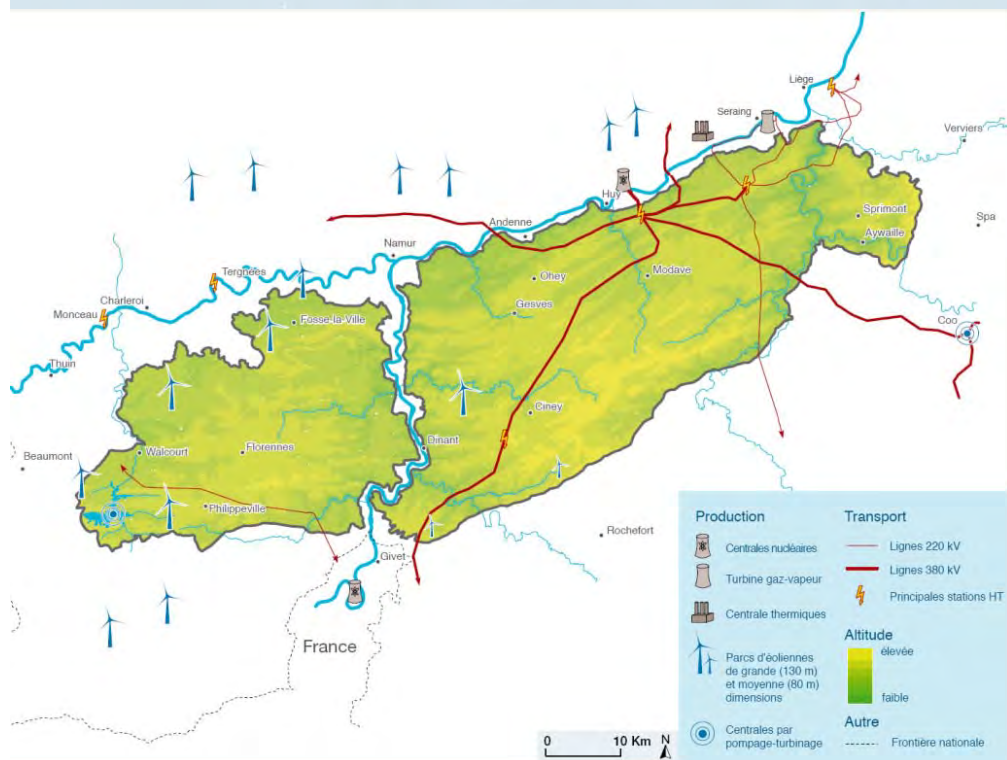 Liège
Seraing
Verviers
Huy
Sprimont
Spa
Andenne
Aywaille
Namur
Modave
Ohey
Tergnées
Gesves
Charleroi
Monceau
Fosse-la-Ville
Coo
Thuin
Ciney
Dinant
Walcourt
Florennes
Beaumont
Philippeville
Rochefort
Givet
France
0 10 Km N
Production
Centrales nucléaires
Turbine gaz-vapeur
Centrale thermiques
Parcs d'éoliennes
de grande (130 m)
et moyenne (80 m)
dimensions
Centrales par
pompage-turbinage
Transport
Lignes 220 kV
Lignes 380 kV
Principales stations HT
Altitude
élevée
faible
Autre
Frontière nationale